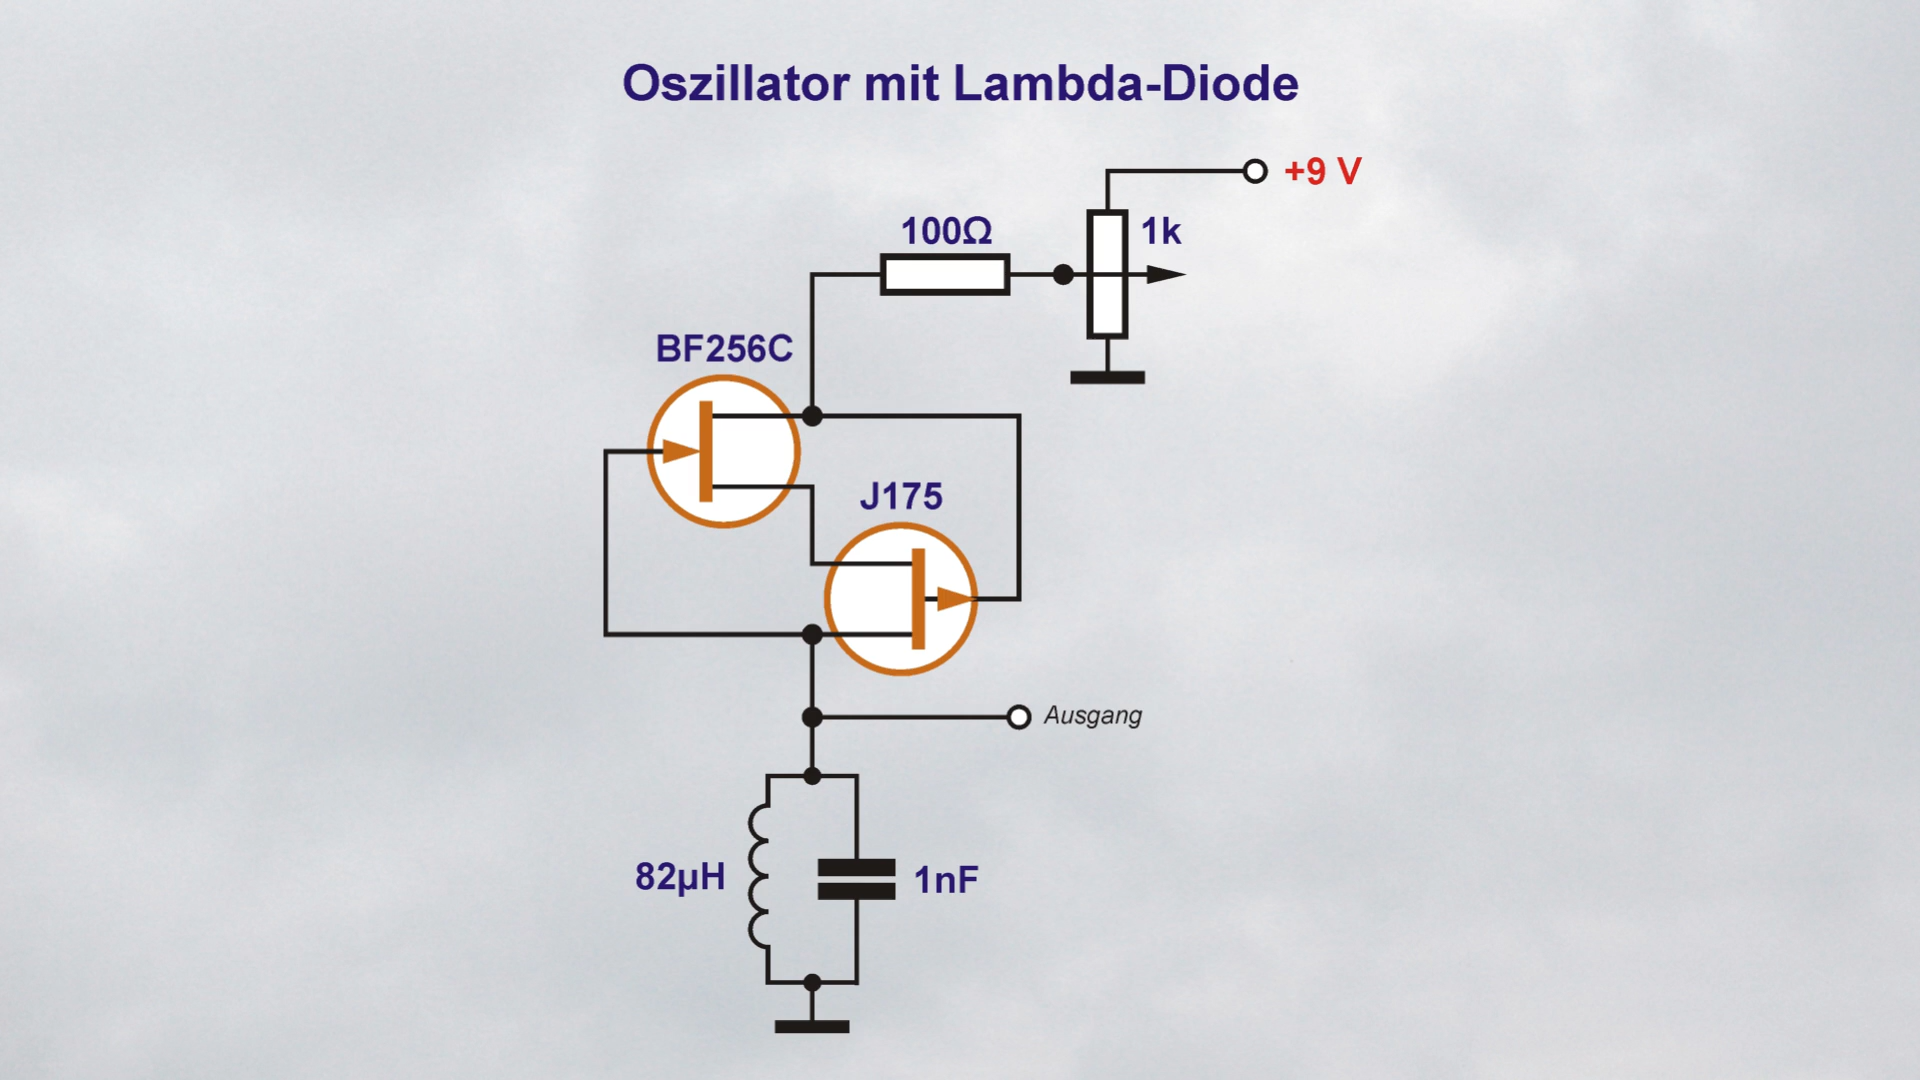 Oszillator mit Lambda-Diode
+9 V
100Ω
1k
BF256C
J175
Ausgang
82µH
1nF